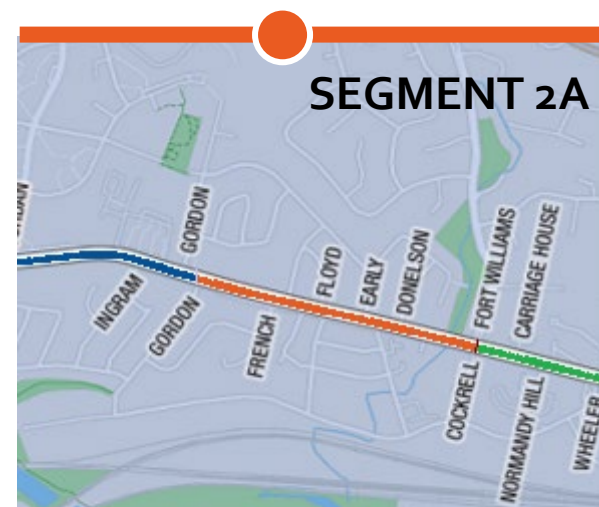 SEGMENT 2A
GORDON
INGRAM
GORDON
FRENCH
FLOYD
EARLY
DONELSON
FORT WILLIAMS
CARRIAGE HOUSE
COCKRELL
NORMANDY HILL
WHEELER